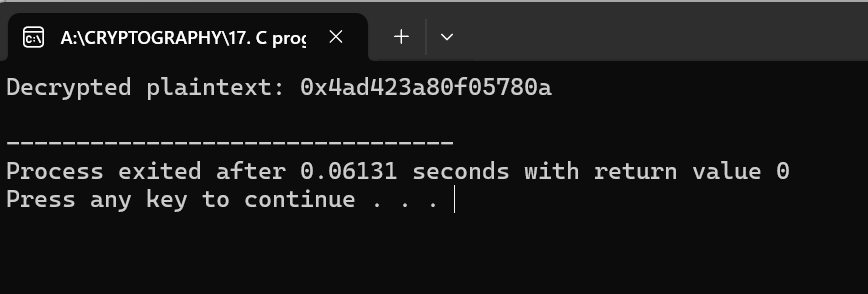 A:\CRYPTOGRAPHY\17. C prog
Decrypted plaintext: 0x4ad423a80f05780a
--------------------------------
Process exited after 0.06131 seconds with return value 0
Press any key to continue . . .